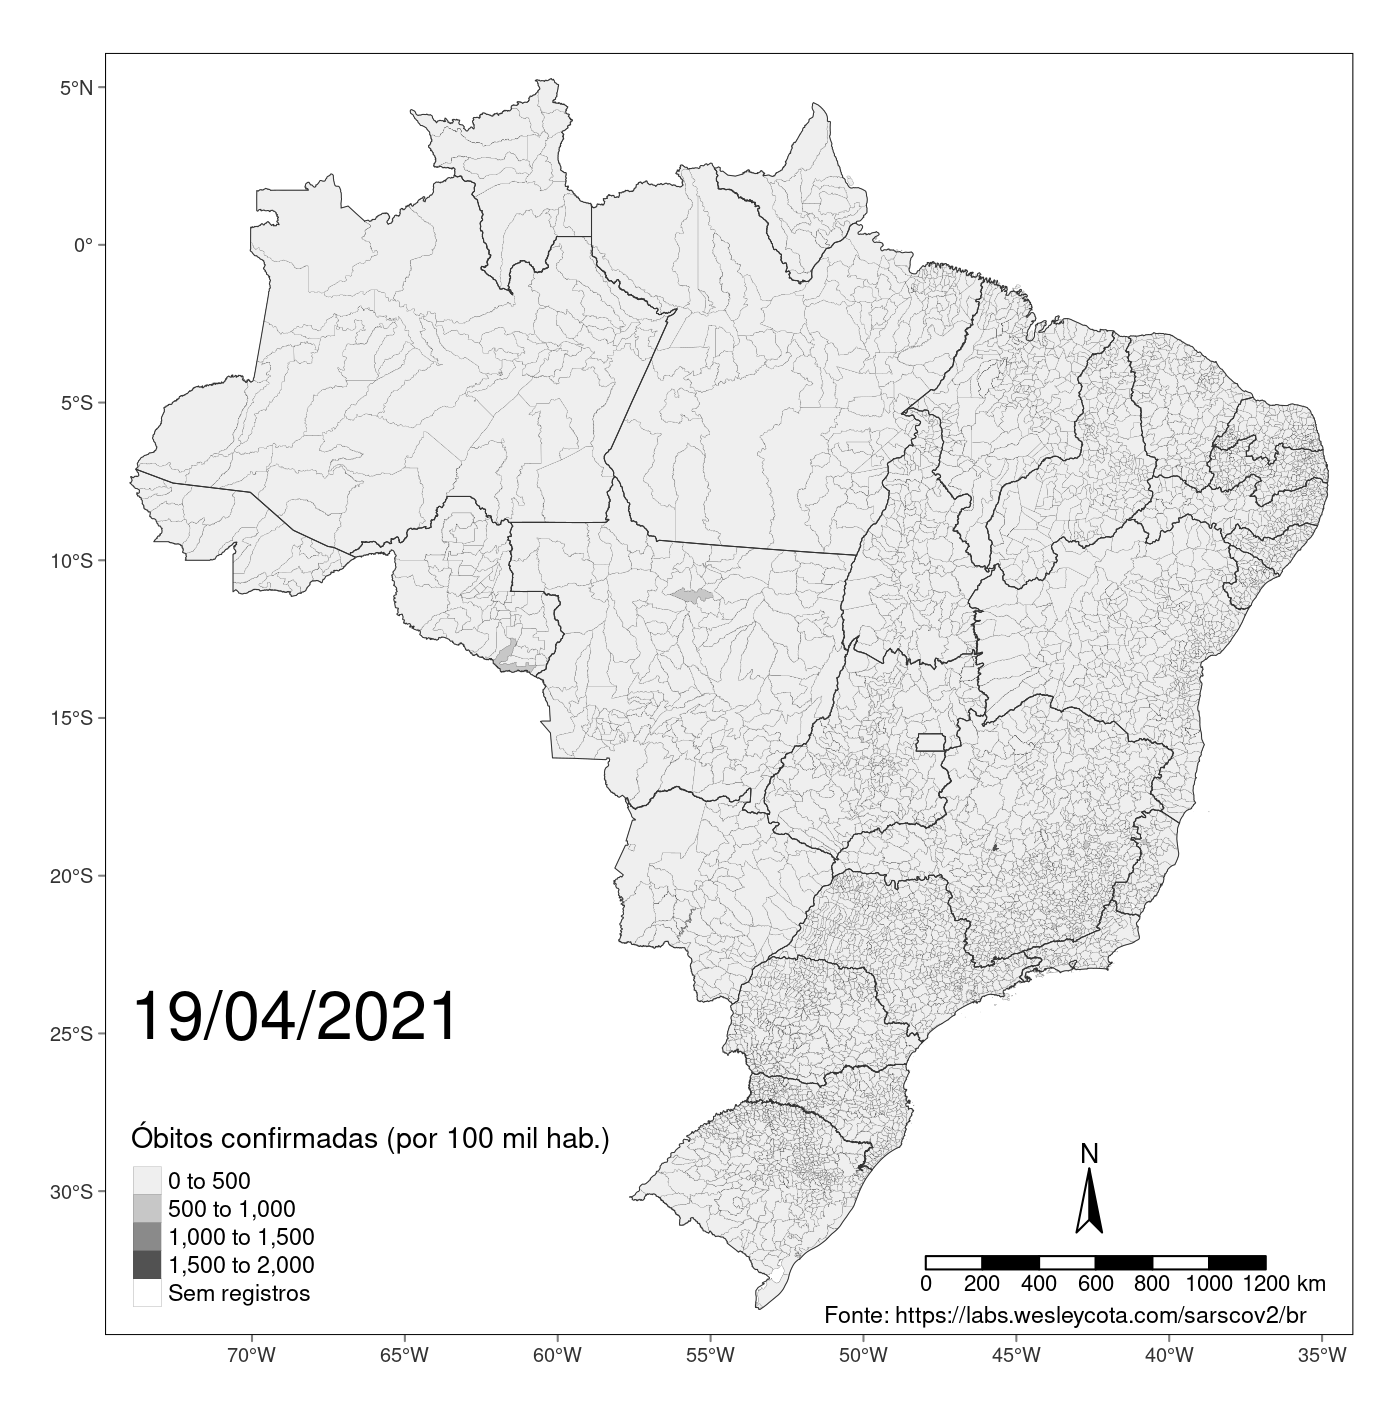 5°N
0°
5°S
10°S
15°S
20°S
25°S
30°S
19/04/2021
Óbitos confirmadas (por 100 mil hab.)
0 to 500
500 to 1,000
1,000 to 1,500
1,500 to 2,000
Sem registros
N
0 200 400 600 800 1000 1200 km
Fonte: https://labs.wesleycota.com/sarscov2/br
70°W 65°W 60°W 55°W 50°W 45°W 40°W 35°W